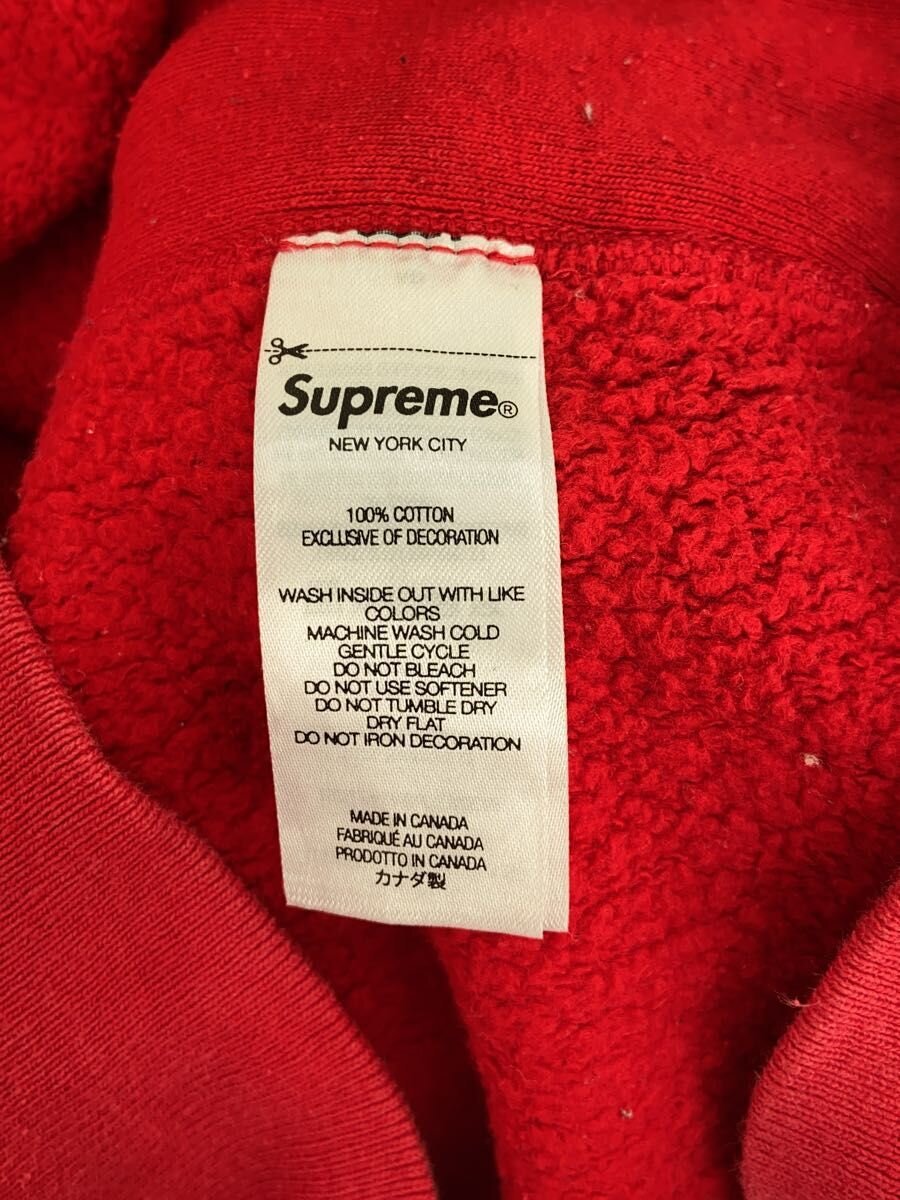 Supreme®
NEW YORK CITY
100% COTTON
EXCLUSIVE OF DECORATION
WASH INSIDE OUT WITH LIKE
COLORS
MACHINE WASH COLD
GENTLE CYCLE
DO NOT BLEACH
DO NOT USE SOFTENER
DO NOT TUMBLE DRY
DRY FLAT
DO NOT IRON DECORATION
MADE IN CANADA
FABRIQUÉ AU CANADA
PRODOTTO IN CANADA
カナダ製